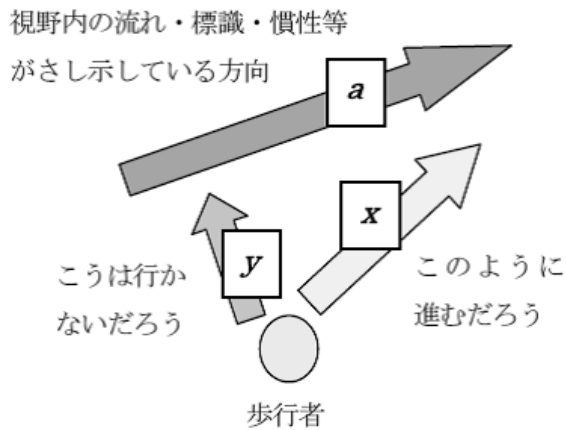 視野内の流れ・標識・慣性等
がさし示している方向
a
x
y
こうは行か
ないだろう
このように
進むだろう
歩行者